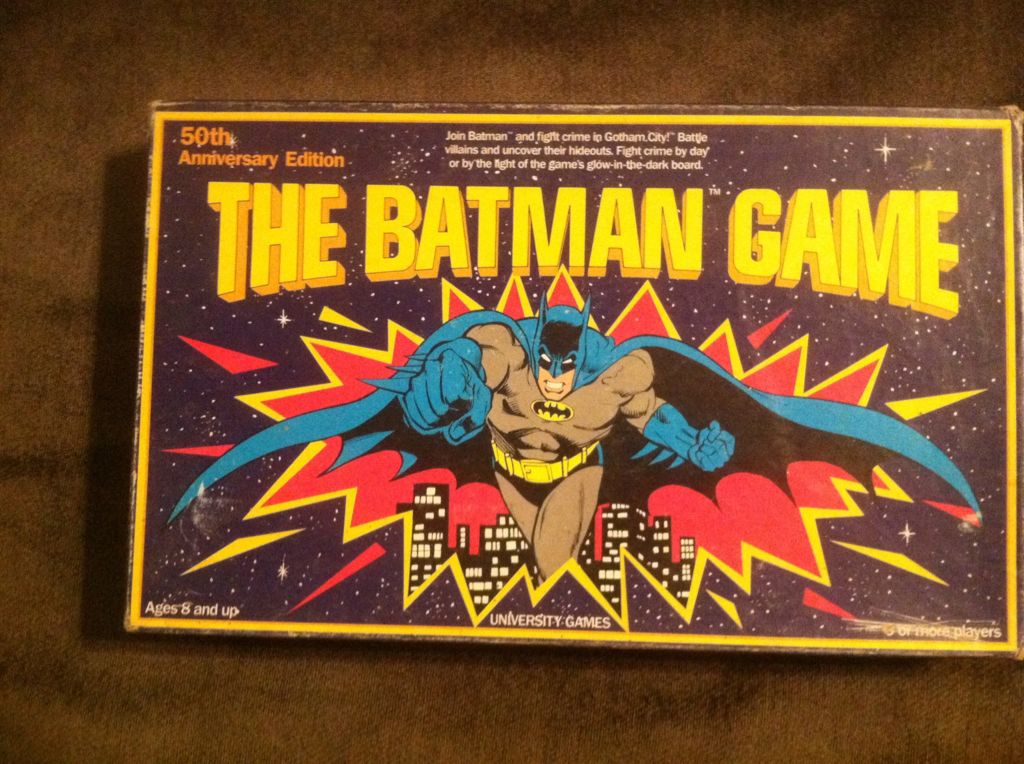 50th
Anniversary Edition
Join Batman™ and fight crime in Gotham City!™ Battle
villains and uncover their hideouts. Fight crime by day
or by the light of the game's glow-in-the-dark board.
THE BATMAN™ GAME
Ages 8 and up
UNIVERSITY GAMES
or more players